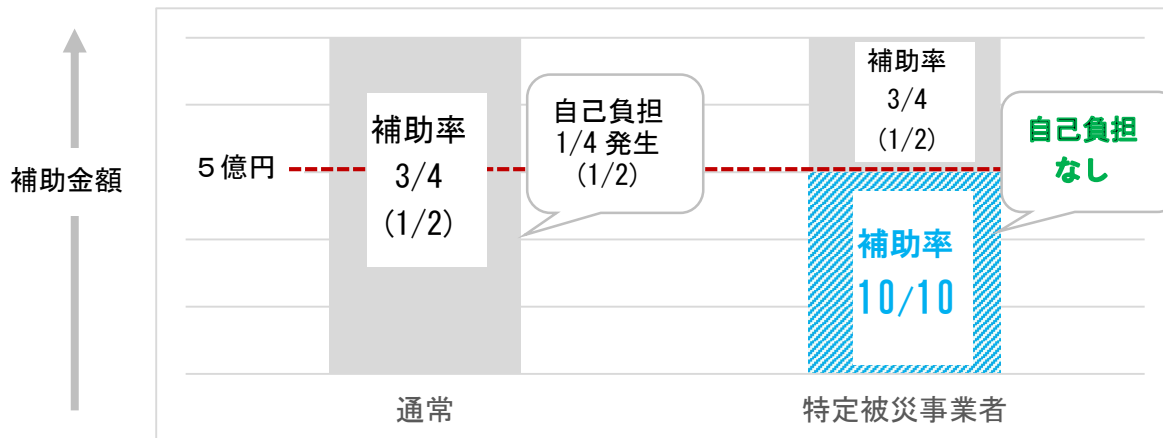 補助金額
５億円
補助率
3/4
(1/2)
自己負担
1/4 発生
(1/2)
通常
補助率
3/4
(1/2)
自己負担
なし
補助率
10/10
特定被災事業者